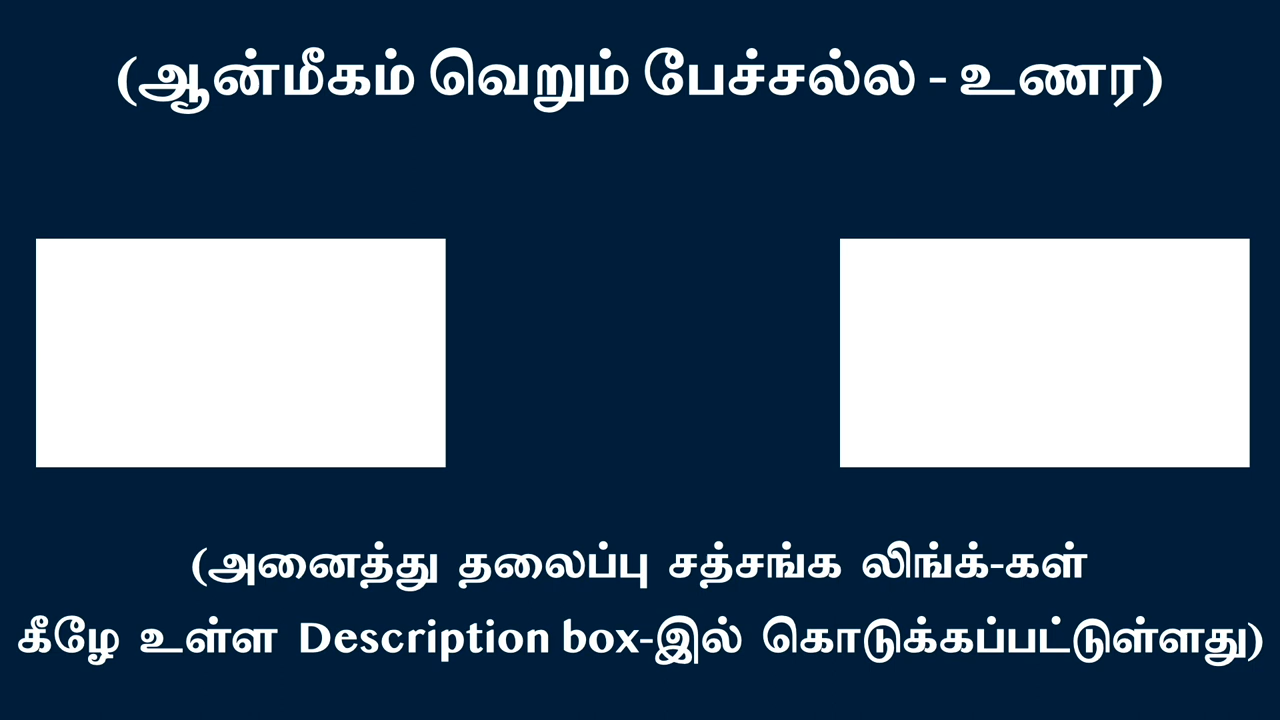 (ஆன்மீகம் வெறும் பேச்சல்ல - உணர)
(அனைத்து தலைப்பு சத்சங்க லிங்க்-கள்
கீழே உள்ள Description box-இல் கொடுக்கப்பட்டுள்ளது)